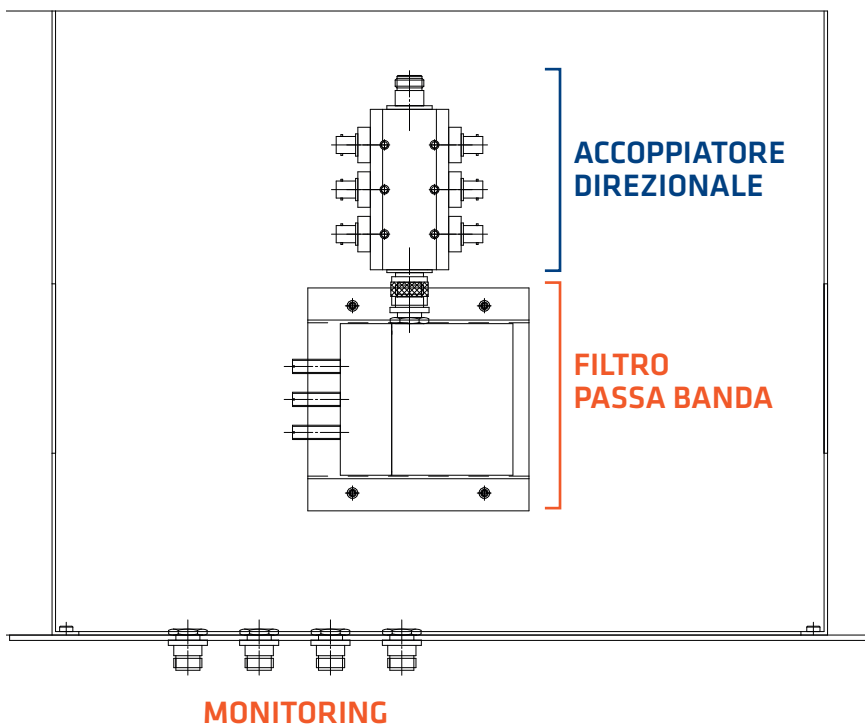 ACCOPPIATORE
DIREZIONALE
FILTRO
PASSA BANDA
MONITORING